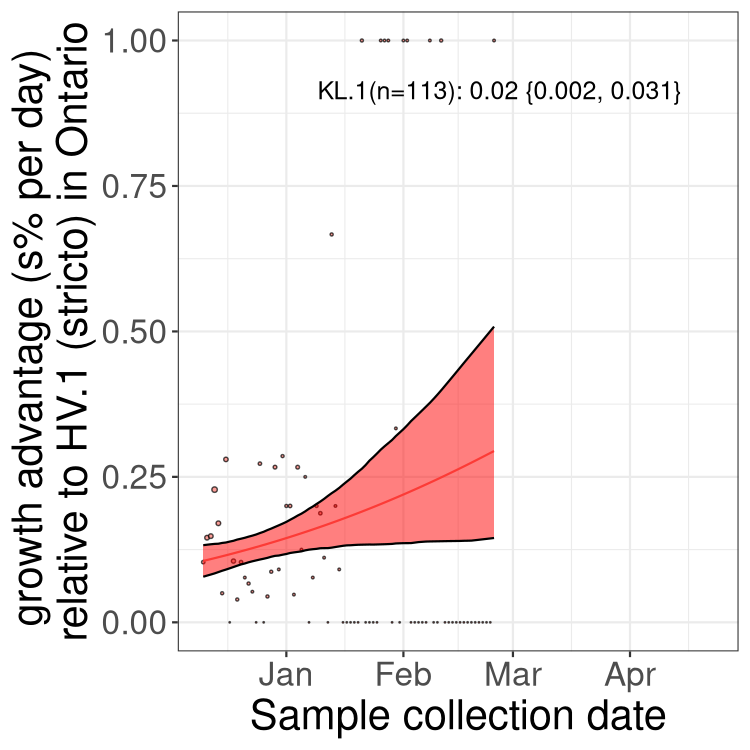 growth advantage (s% per day)
relative to HV.1 (stricto) in Ontario
1.00
0.75
0.50
0.25
0.00
KL.1(n=113): 0.02 {0.002, 0.031}
Jan Feb Mar Apr
Sample collection date